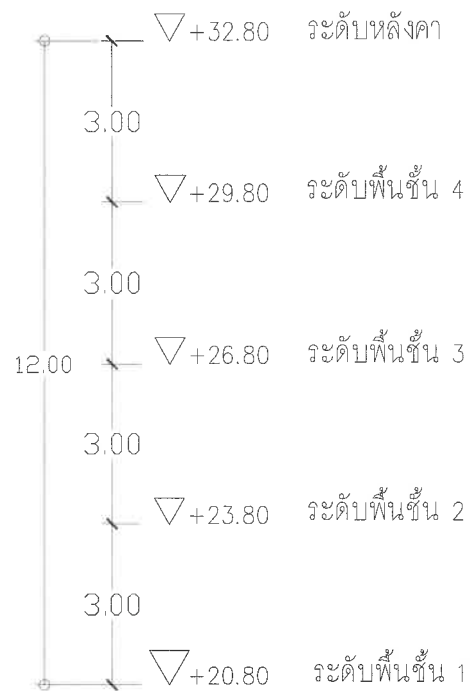 +32.80 ระดับหลังคา
3.00
+29.80 ระดับพื้นชั้น 4
3.00
12.00
+26.80 ระดับพื้นชั้น 3
3.00
+23.80 ระดับพื้นชั้น 2
3.00
+20.80 ระดับพื้นชั้น 1